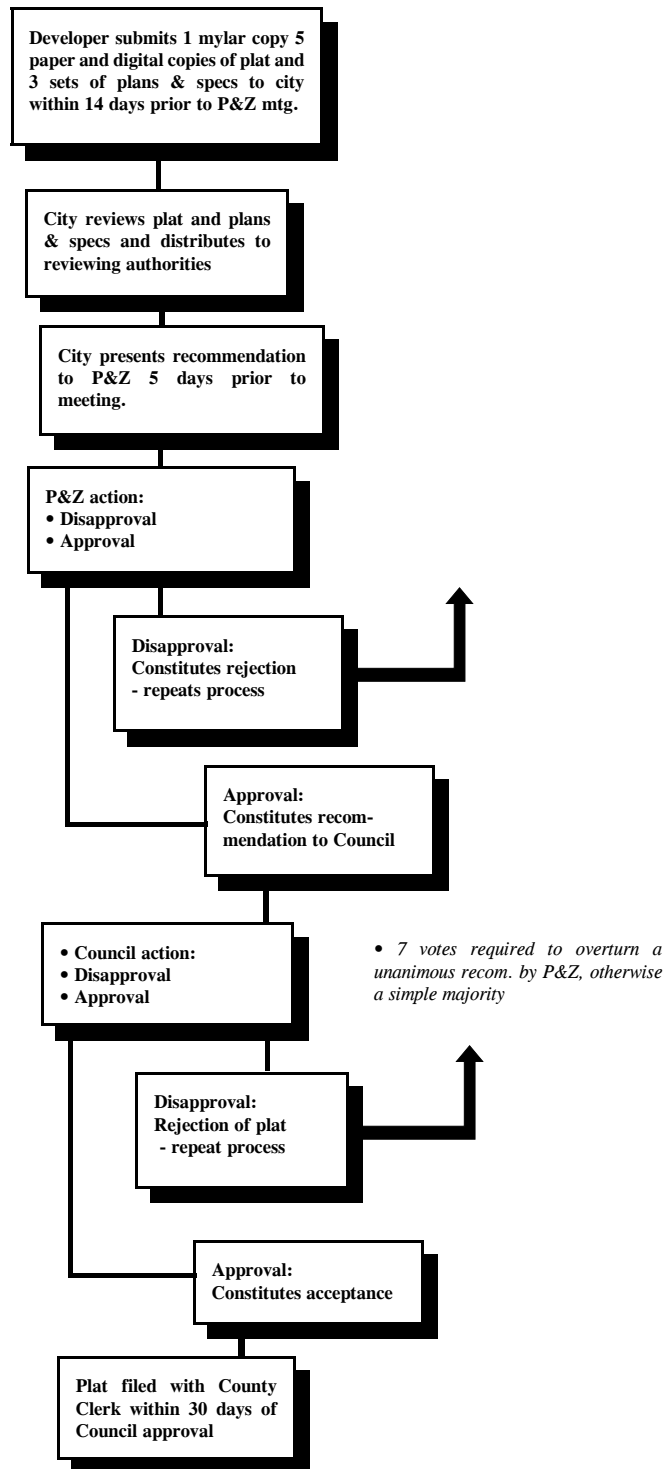 Developer submits 1 mylar copy 5
paper and digital copies of plat and
3 sets of plans & specs to city
within 14 days prior to P&Z mtg.
City reviews plat and plans
& specs and distributes to
reviewing authorities
City presents recommendation
to P&Z 5 days prior to
meeting.
P&Z action:
• Disapproval
• Approval
Disapproval:
Constitutes rejection
- repeats process
Approval:
Constitutes recom-
mendation to Council
• Council action:
• Disapproval
• Approval
• 7 votes required to overturn a
unanimous recom. by P&Z, otherwise
a simple majority
Disapproval:
Rejection of plat
- repeat process
Approval:
Constitutes acceptance
Plat filed with County
Clerk within 30 days of
Council approval